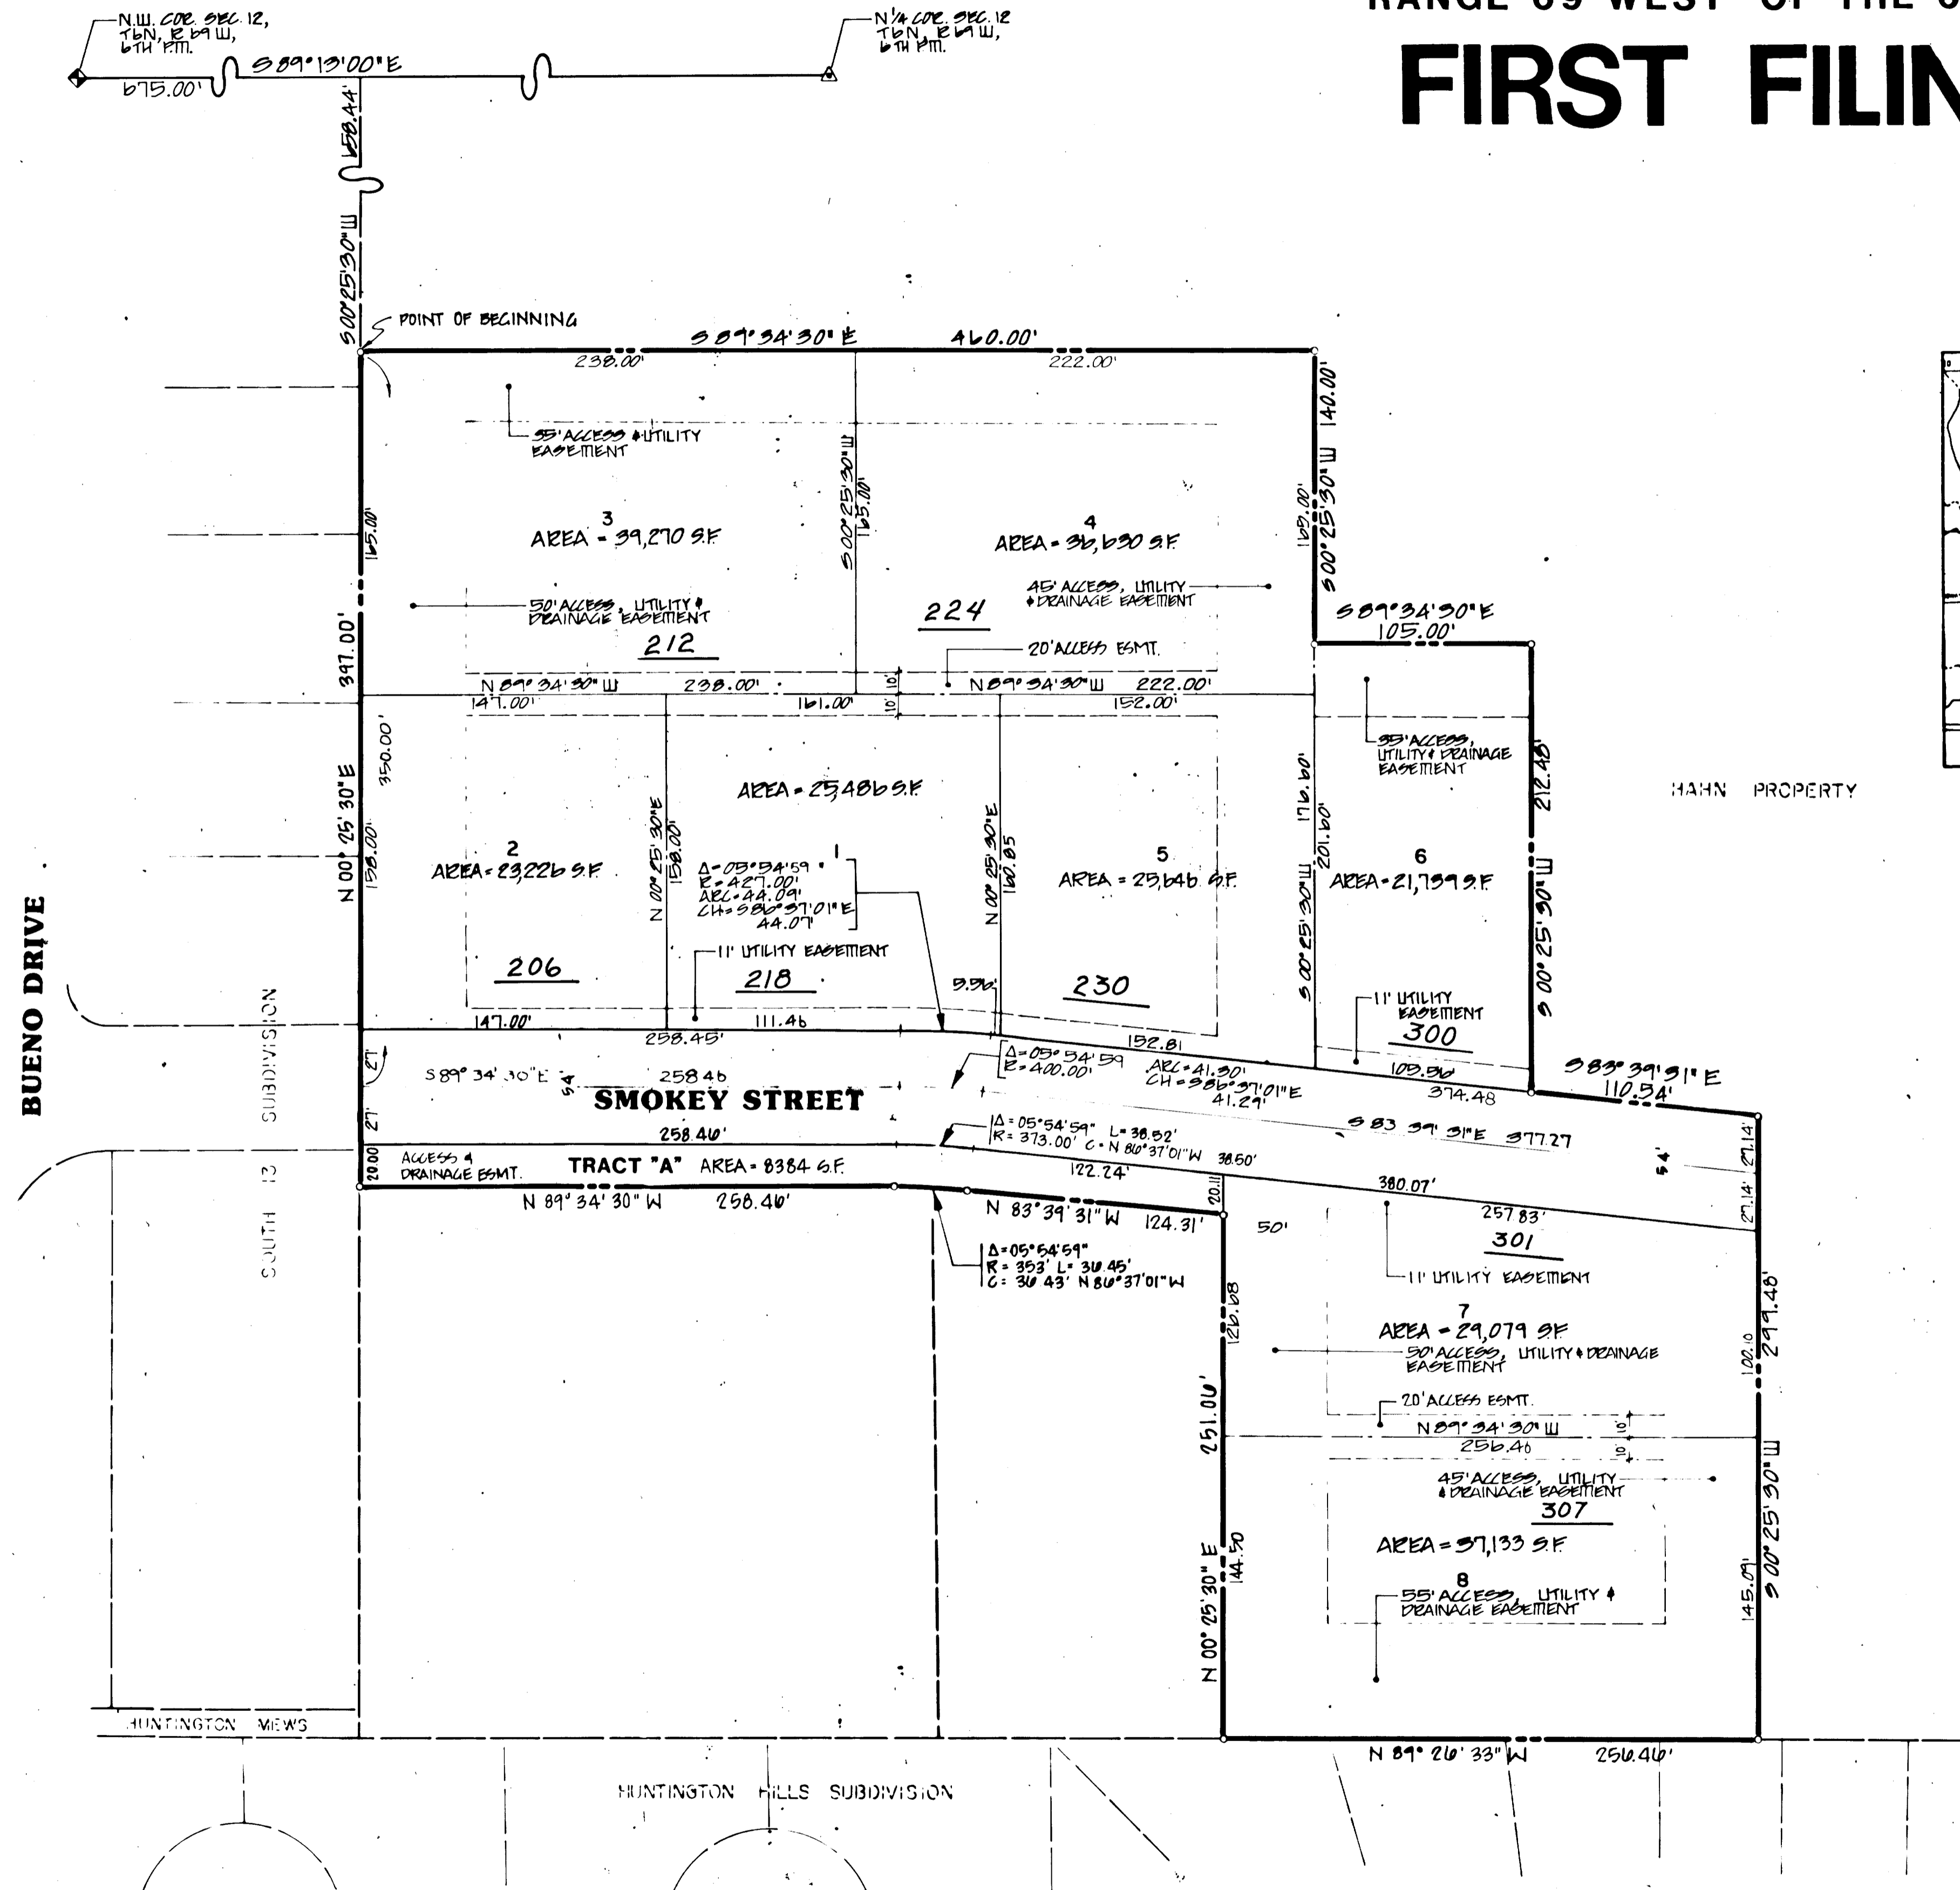 N.W. COR. SEC. 12,
T6N, R69W,
6TH P.M.
N¼ COR. SEC. 12
T6N, R69W,
6TH P.M.
FIRST
S 89°13'00" E
675.00'
658.44'
S 00°25'30" W
POINT OF BEGINNING
S 89°34'30" E 460.00'
238.00'
222.00'
140.00'
S 00°25'30" W
165.00'
35' ACCESS & UTILITY
EASEMENT
S 00°25'30" W
165.00'
165.00'
3
AREA = 39,270 S.F.
4
AREA = 36,630 S.F.
50' ACCESS, UTILITY &
DRAINAGE EASEMENT
212
45' ACCESS, UTILITY
& DRAINAGE EASEMENT
224
20' ACCESS ESMT.
S 89°34'30" E
105.00'
397.00'
N 00°25'30" E
350.00'
158.00'
N 89°34'30" W 238.00'
10'
10'
N 89°34'30" W 222.00'
147.00'
161.00'
152.00'
35' ACCESS,
UTILITY & DRAINAGE
EASEMENT
212.48'
S 00°25'30" W
HAHN PROPERTY
AREA = 25,486 S.F.
1
2
AREA = 23,226 S.F.
N 00°25'30" E
158.00'
Δ=05°54'59"
R=427.00'
ARC=44.09'
CH=S86°37'01"E
44.07'
N 00°25'30" E
160.85
5
AREA = 25,646 S.F.
176.60'
201.60'
S 00°25'30" W
6
AREA = 21,739 S.F.
206
11' UTILITY EASEMENT
218
230
11' UTILITY
EASEMENT
300
BUENO DRIVE
SOUTH 13 SUBDIVISION
147.00'
111.46
258.45'
152.81
105.56'
374.48
S 83°39'31" E
110.54'
27'
27'
S 89°34'30" E
54
258.46
Δ=05°54'59
R=400.00'
ARC=41.30'
CH=S86°37'01"E
41.29'
SMOKEY STREET
S 83 39'31"E 377.27
258.46'
Δ=05°54'59" L=38.52'
R=373.00' C=N 86°37'01"W 38.50'
54'
27.14'
27.14'
20.00
ACCESS &
DRAINAGE ESMT.
TRACT "A" AREA = 8384 S.F.
122.24'
20.11
380.07'
257.83'
N 89°34'30" W 258.46'
N 83°39'31" W 124.31'
50'
301
Δ=05°54'59"
R=353' L=36.45'
C=36.43' N86°37'01"W
11' UTILITY EASEMENT
126.68
7
AREA = 29,079 S.F.
50' ACCESS, UTILITY & DRAINAGE
EASEMENT
100.10
299.48'
20' ACCESS ESMT.
251.06'
N 89°34'30" W
256.46
10'
10'
45' ACCESS, UTILITY
& DRAINAGE EASEMENT
307
S 00°25'30" W
144.50
N 00°25'30" E
AREA = 37,133 S.F.
8
55' ACCESS, UTILITY &
DRAINAGE EASEMENT
145.09'
HUNTINGTON MEWS
N 89°26'33" W 256.46'
HUNTINGTON HILLS SUBDIVISION